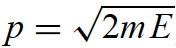 p = √2mE